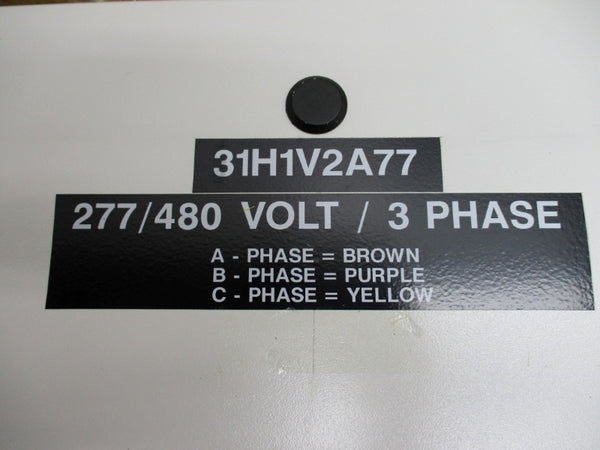 31H1V2A77
277/480 VOLT / 3 PHASE
A - PHASE = BROWN
B - PHASE = PURPLE
C - PHASE = YELLOW